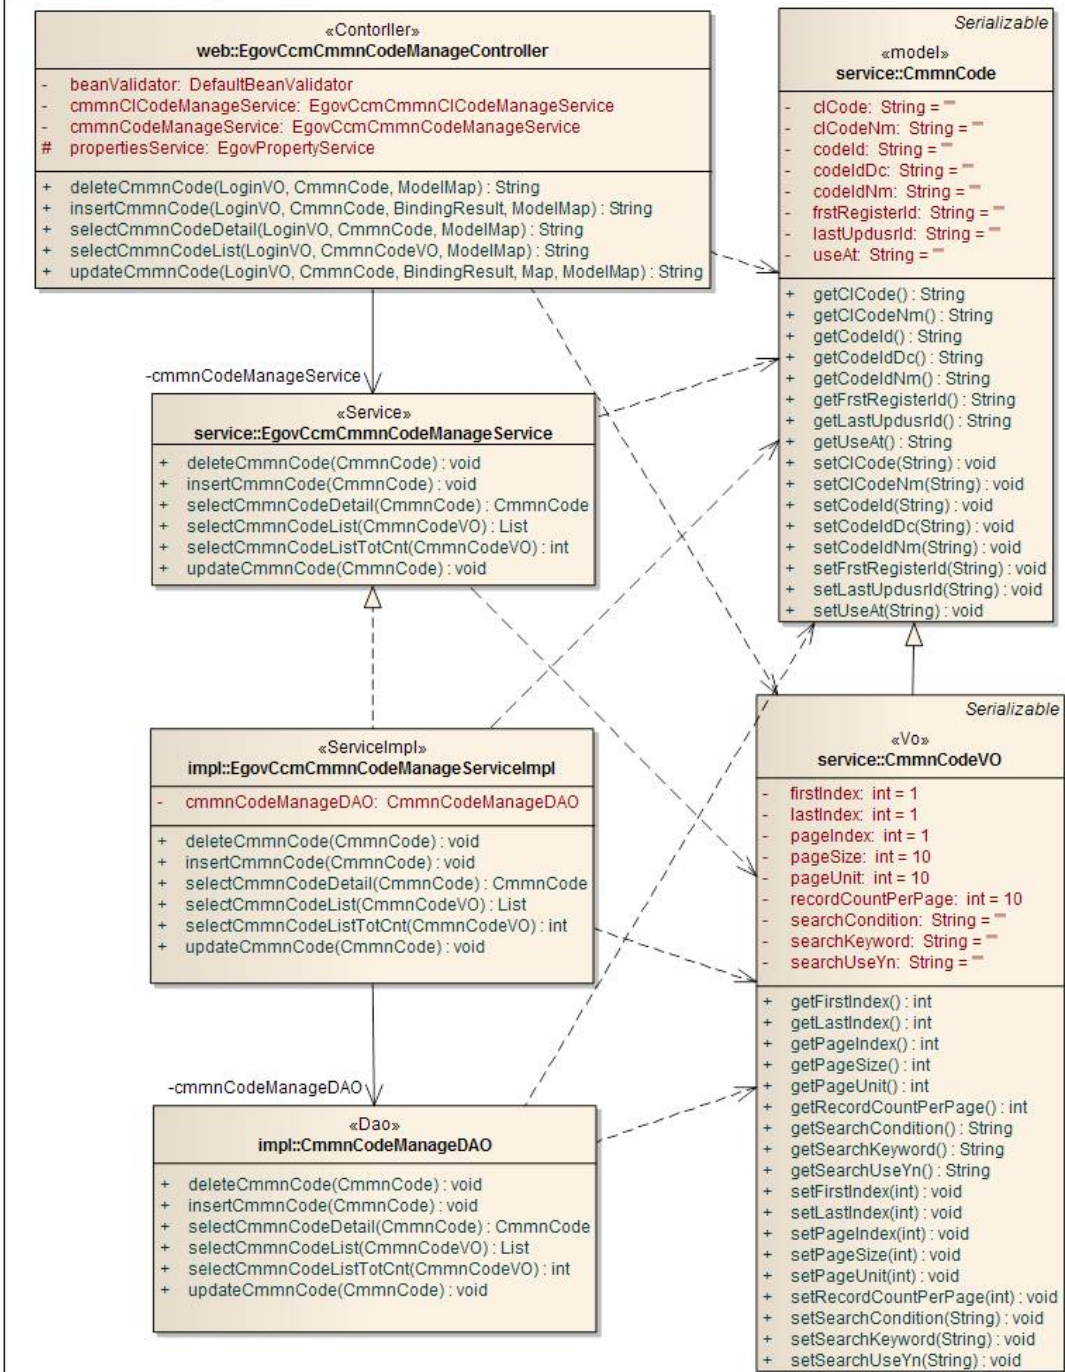 «Contorller»
web::EgovCcmCmmnCodeManageController
- beanValidator: DefaultBeanValidator
- cmmnClCodeManageService: EgovCcmCmmnClCodeManageService
- cmmnCodeManageService: EgovCcmCmmnCodeManageService
# propertiesService: EgovPropertyService
+ deleteCmmnCode(LoginVO, CmmnCode, ModelMap) : String
+ insertCmmnCode(LoginVO, CmmnCode, BindingResult, ModelMap) : String
+ selectCmmnCodeDetail(LoginVO, CmmnCode, ModelMap) : String
+ selectCmmnCodeList(LoginVO, CmmnCodeVO, ModelMap) : String
+ updateCmmnCode(LoginVO, CmmnCode, BindingResult, Map, ModelMap) : String
Serializable
«model»
service::CmmnCode
- clCode: String = ""
- clCodeNm: String = ""
- codeId: String = ""
- codeIdDc: String = ""
- codeIdNm: String = ""
- frstRegisterId: String = ""
- lastUpdusrId: String = ""
- useAt: String = ""
+ getClCode() : String
+ getClCodeNm() : String
+ getCodeId() : String
+ getCodeIdDc() : String
+ getCodeIdNm() : String
+ getFrstRegisterId() : String
+ getLastUpdusrId() : String
+ getUseAt() : String
+ setClCode(String) : void
+ setClCodeNm(String) : void
+ setCodeId(String) : void
+ setCodeIdDc(String) : void
+ setCodeIdNm(String) : void
+ setFrstRegisterId(String) : void
+ setLastUpdusrId(String) : void
+ setUseAt(String) : void
-cmmnCodeManageService
«Service»
service::EgovCcmCmmnCodeManageService
+ deleteCmmnCode(CmmnCode) : void
+ insertCmmnCode(CmmnCode) : void
+ selectCmmnCodeDetail(CmmnCode) : CmmnCode
+ selectCmmnCodeList(CmmnCodeVO) : List
+ selectCmmnCodeListTotCnt(CmmnCodeVO) : int
+ updateCmmnCode(CmmnCode) : void
«ServiceImpl»
impl::EgovCcmCmmnCodeManageServiceImpl
- cmmnCodeManageDAO: CmmnCodeManageDAO
+ deleteCmmnCode(CmmnCode) : void
+ insertCmmnCode(CmmnCode) : void
+ selectCmmnCodeDetail(CmmnCode) : CmmnCode
+ selectCmmnCodeList(CmmnCodeVO) : List
+ selectCmmnCodeListTotCnt(CmmnCodeVO) : int
+ updateCmmnCode(CmmnCode) : void
Serializable
«Vo»
service::CmmnCodeVO
- firstIndex: int = 1
- lastIndex: int = 1
- pageIndex: int = 1
- pageSize: int = 10
- pageUnit: int = 10
- recordCountPerPage: int = 10
- searchCondition: String = ""
- searchKeyword: String = ""
- searchUseYn: String = ""
+ getFirstIndex() : int
+ getLastIndex() : int
+ getPageIndex() : int
+ getPageSize() : int
+ getPageUnit() : int
+ getRecordCountPerPage() : int
+ getSearchCondition() : String
+ getSearchKeyword() : String
+ getSearchUseYn() : String
+ setFirstIndex(int) : void
+ setLastIndex(int) : void
+ setPageIndex(int) : void
+ setPageSize(int) : void
+ setPageUnit(int) : void
+ setRecordCountPerPage(int) : void
+ setSearchCondition(String) : void
+ setSearchKeyword(String) : void
+ setSearchUseYn(String) : void
-cmmnCodeManageDAO
«Dao»
impl::CmmnCodeManageDAO
+ deleteCmmnCode(CmmnCode) : void
+ insertCmmnCode(CmmnCode) : void
+ selectCmmnCodeDetail(CmmnCode) : CmmnCode
+ selectCmmnCodeList(CmmnCodeVO) : List
+ selectCmmnCodeListTotCnt(CmmnCodeVO) : int
+ updateCmmnCode(CmmnCode) : void